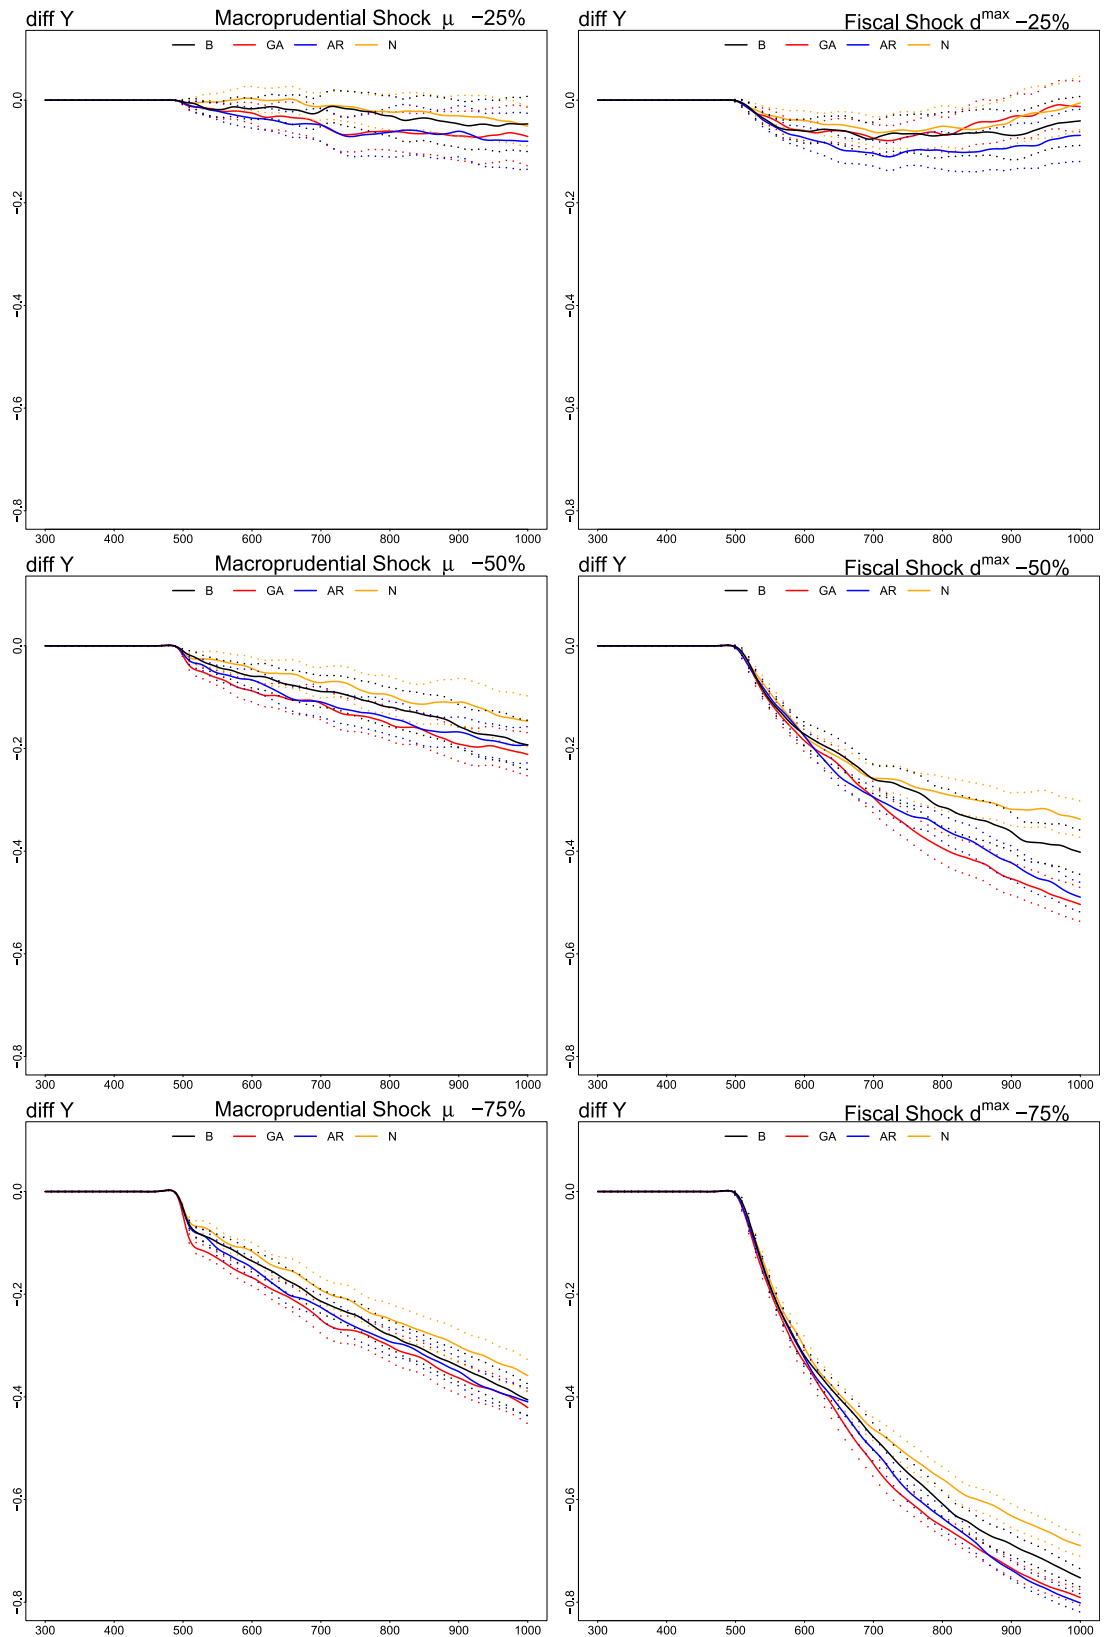 diff Y Macroprudential Shock μ −25%
B GA AR N
0.0
−0.2
−0.4
−0.6
−0.8
300 400 500 600 700 800 900 1000
diff Y Fiscal Shock d^max −25%
B GA AR N
0.0
−0.2
−0.4
−0.6
−0.8
300 400 500 600 700 800 900 1000
diff Y Macroprudential Shock μ −50%
B GA AR N
0.0
−0.2
−0.4
−0.6
−0.8
300 400 500 600 700 800 900 1000
diff Y Fiscal Shock d^max −50%
B GA AR N
0.0
−0.2
−0.4
−0.6
−0.8
300 400 500 600 700 800 900 1000
diff Y Macroprudential Shock μ −75%
B GA AR N
0.0
−0.2
−0.4
−0.6
−0.8
300 400 500 600 700 800 900 1000
diff Y Fiscal Shock d^max −75%
B GA AR N
0.0
−0.2
−0.4
−0.6
−0.8
300 400 500 600 700 800 900 1000